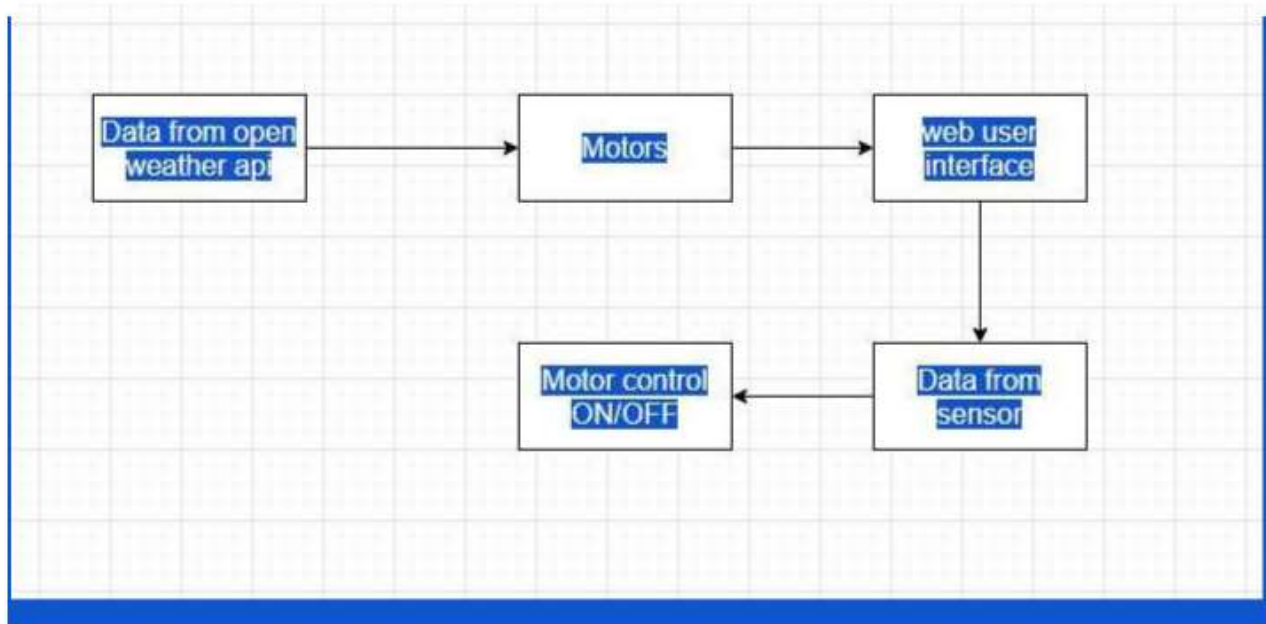 Data from open
weather api
Motors
web user
interface
Motor control
ON/OFF
Data from
sensor